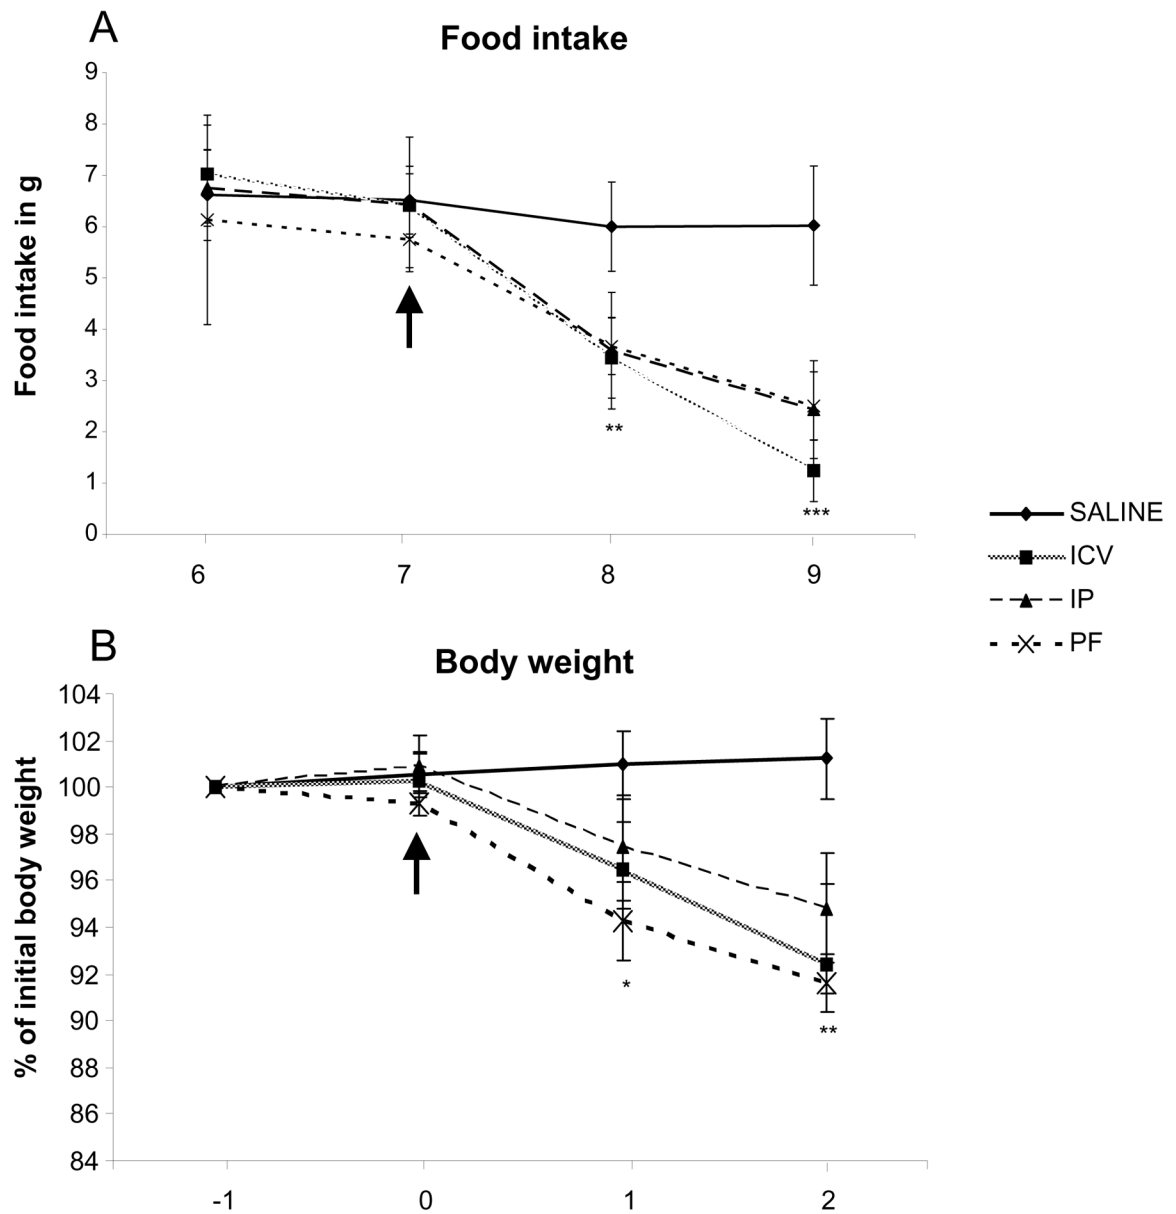 A
Food intake
9
8
7
6
5
4
3
2
1
0
Food intake in g
**
***
6 7 8 9
SALINE
ICV
IP
PF
B
Body weight
104
102
100
98
96
94
92
90
88
86
84
% of initial body weight
*
**
-1 0 1 2